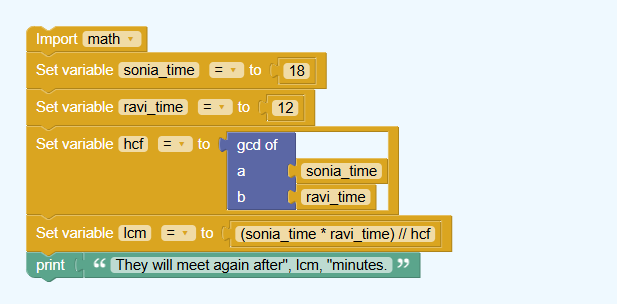 Import math
Set variable sonia_time = to 18
Set variable ravi_time = to 12
Set variable hcf = to gcd of
a sonia_time
b ravi_time
Set variable lcm = to (sonia_time * ravi_time) // hcf
print “ They will meet again after", lcm, "minutes. ”